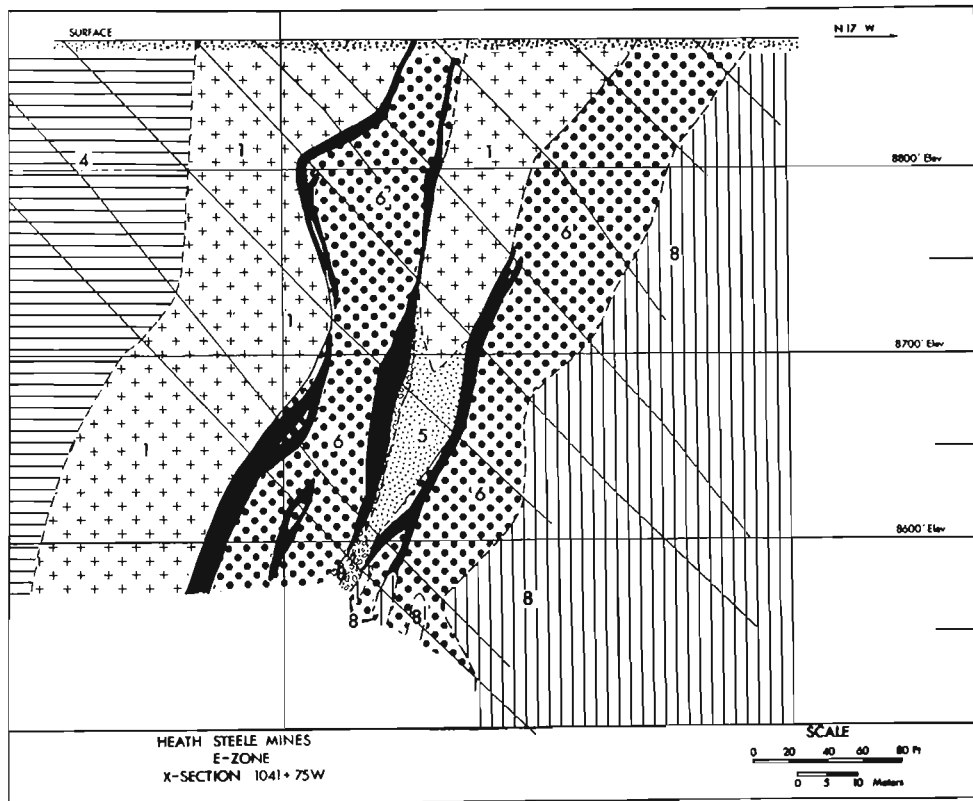 SURFACE
N 17 W
4
1
1
6
8800' Elev
6
8
1
8700' Elev
5
1
6
6
8600' Elev
8
8
8
HEATH STEELE MINES
E-ZONE
X-SECTION 1041+75W
SCALE
0 20 40 60 80 Ft
0 5 10 Meters